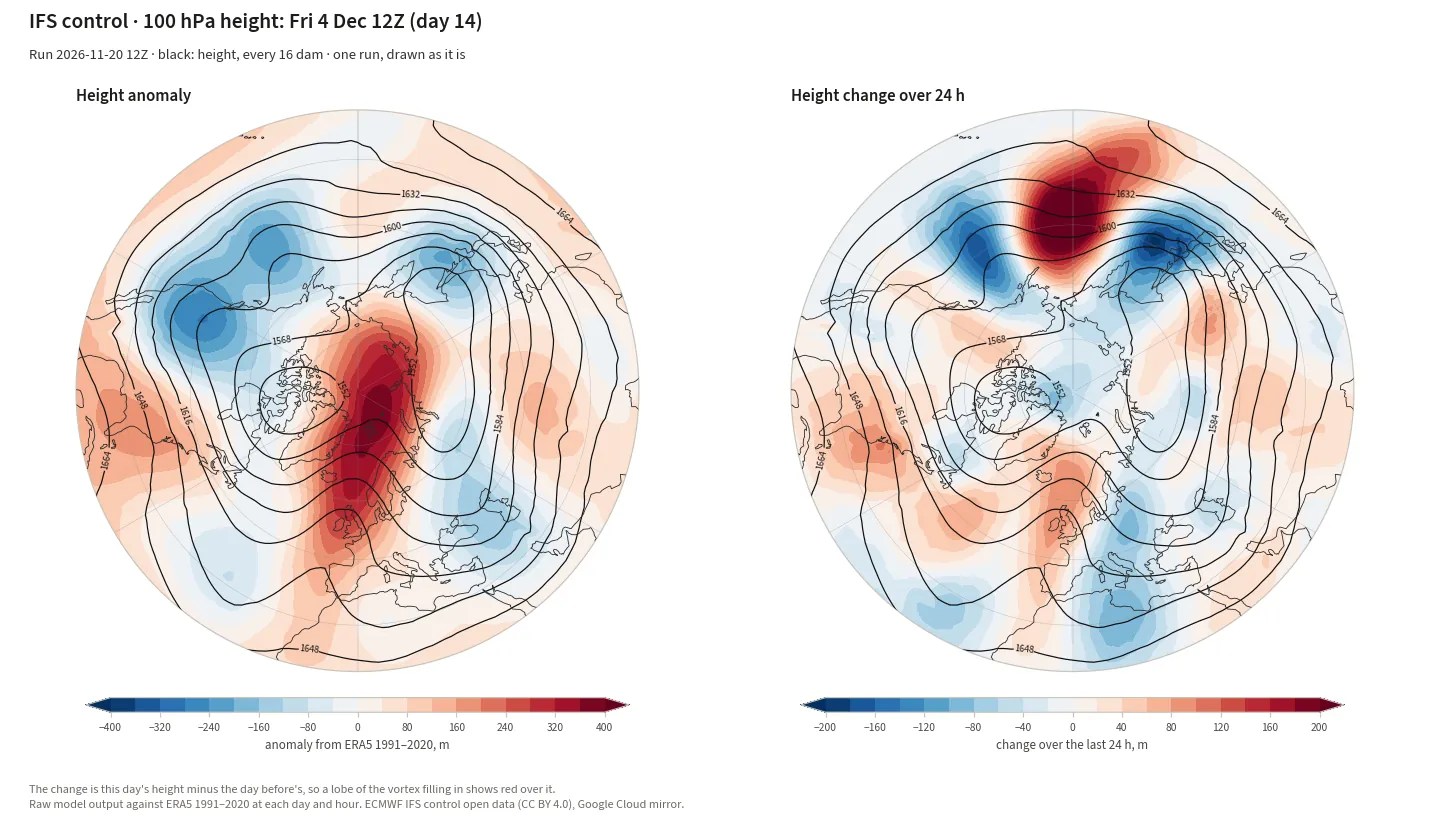 IFS control · 100 hPa height: Fri 4 Dec 12Z (day 14)
Run 2026-11-20 12Z · black: height, every 16 dam · one run, drawn as it is
Height anomaly
1632
1600
1664
1568
1552
1552
1648
1616
1584
1664
1648
−400 −320 −240 −160 −80 0 80 160 240 320 400
anomaly from ERA5 1991–2020, m
Height change over 24 h
1632
1600
1664
1568
1552
1552
1648
1616
1584
1664
1648
−200 −160 −120 −80 −40 0 40 80 120 160 200
change over the last 24 h, m
The change is this day's height minus the day before's, so a lobe of the vortex filling in shows red over it.
Raw model output against ERA5 1991–2020 at each day and hour. ECMWF IFS control open data (CC BY 4.0), Google Cloud mirror.